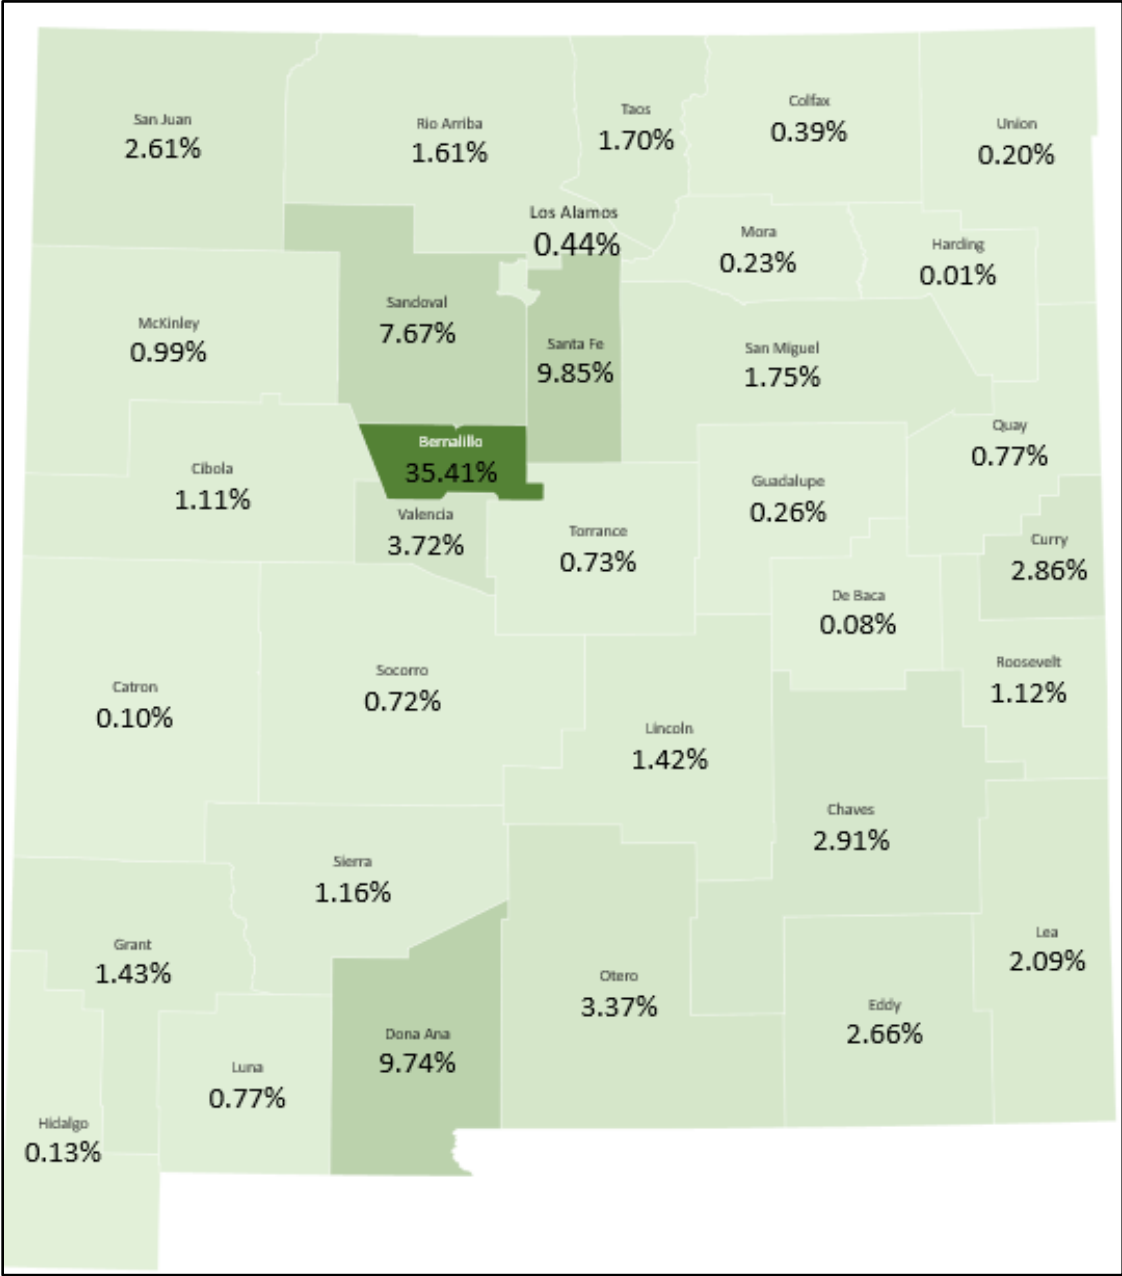 San Juan
2.61%
Rio Arriba
1.61%
Taos
1.70%
Colfax
0.39%
Union
0.20%
Los Alamos
0.44%
Mora
0.23%
Harding
0.01%
McKinley
0.99%
Sandoval
7.67%
Santa Fe
9.85%
San Miguel
1.75%
Quay
0.77%
Bernalillo
35.41%
Cibola
1.11%
Valencia
3.72%
Torrance
0.73%
Guadalupe
0.26%
Curry
2.86%
De Baca
0.08%
Roosevelt
1.12%
Catron
0.10%
Socorro
0.72%
Lincoln
1.42%
Chaves
2.91%
Sierra
1.16%
Grant
1.43%
Otero
3.37%
Lea
2.09%
Eddy
2.66%
Dona Ana
9.74%
Luna
0.77%
Hidalgo
0.13%